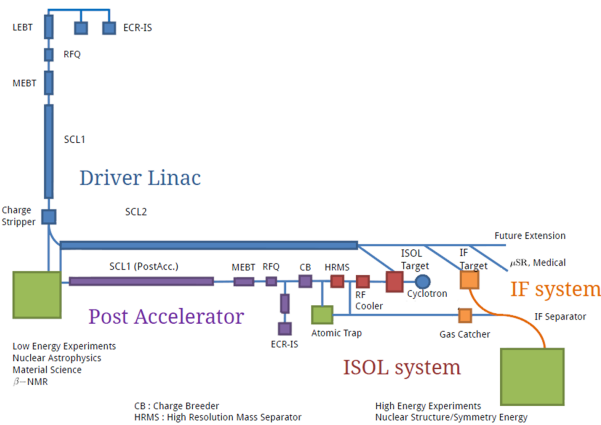 LEBT
ECR-IS
RFQ
MEBT
SCL1
Driver Linac
Charge
Stripper
SCL2
Future Extension
ISOL
Target
IF
Target
μSR, Medical
SCL1 (PostAcc.)
MEBT
RFQ
CB
HRMS
RF
Cooler
Cyclotron
IF system
Post Accelerator
ECR-IS
Atomic Trap
Gas Catcher
IF Separator
ISOL system
Low Energy Experiments
Nuclear Astrophysics
Material Science
β−NMR
CB : Charge Breeder
HRMS : High Resolution Mass Separator
High Energy Experiments
Nuclear Structure/Symmetry Energy